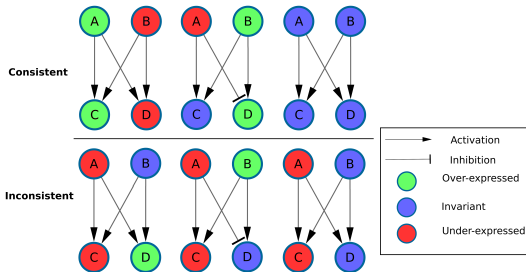 A B A B A B
Consistent
C D C D C D
A B A B A B
Inconsistent
C D C D C D
Activation
Inhibition
Over-expressed
Invariant
Under-expressed